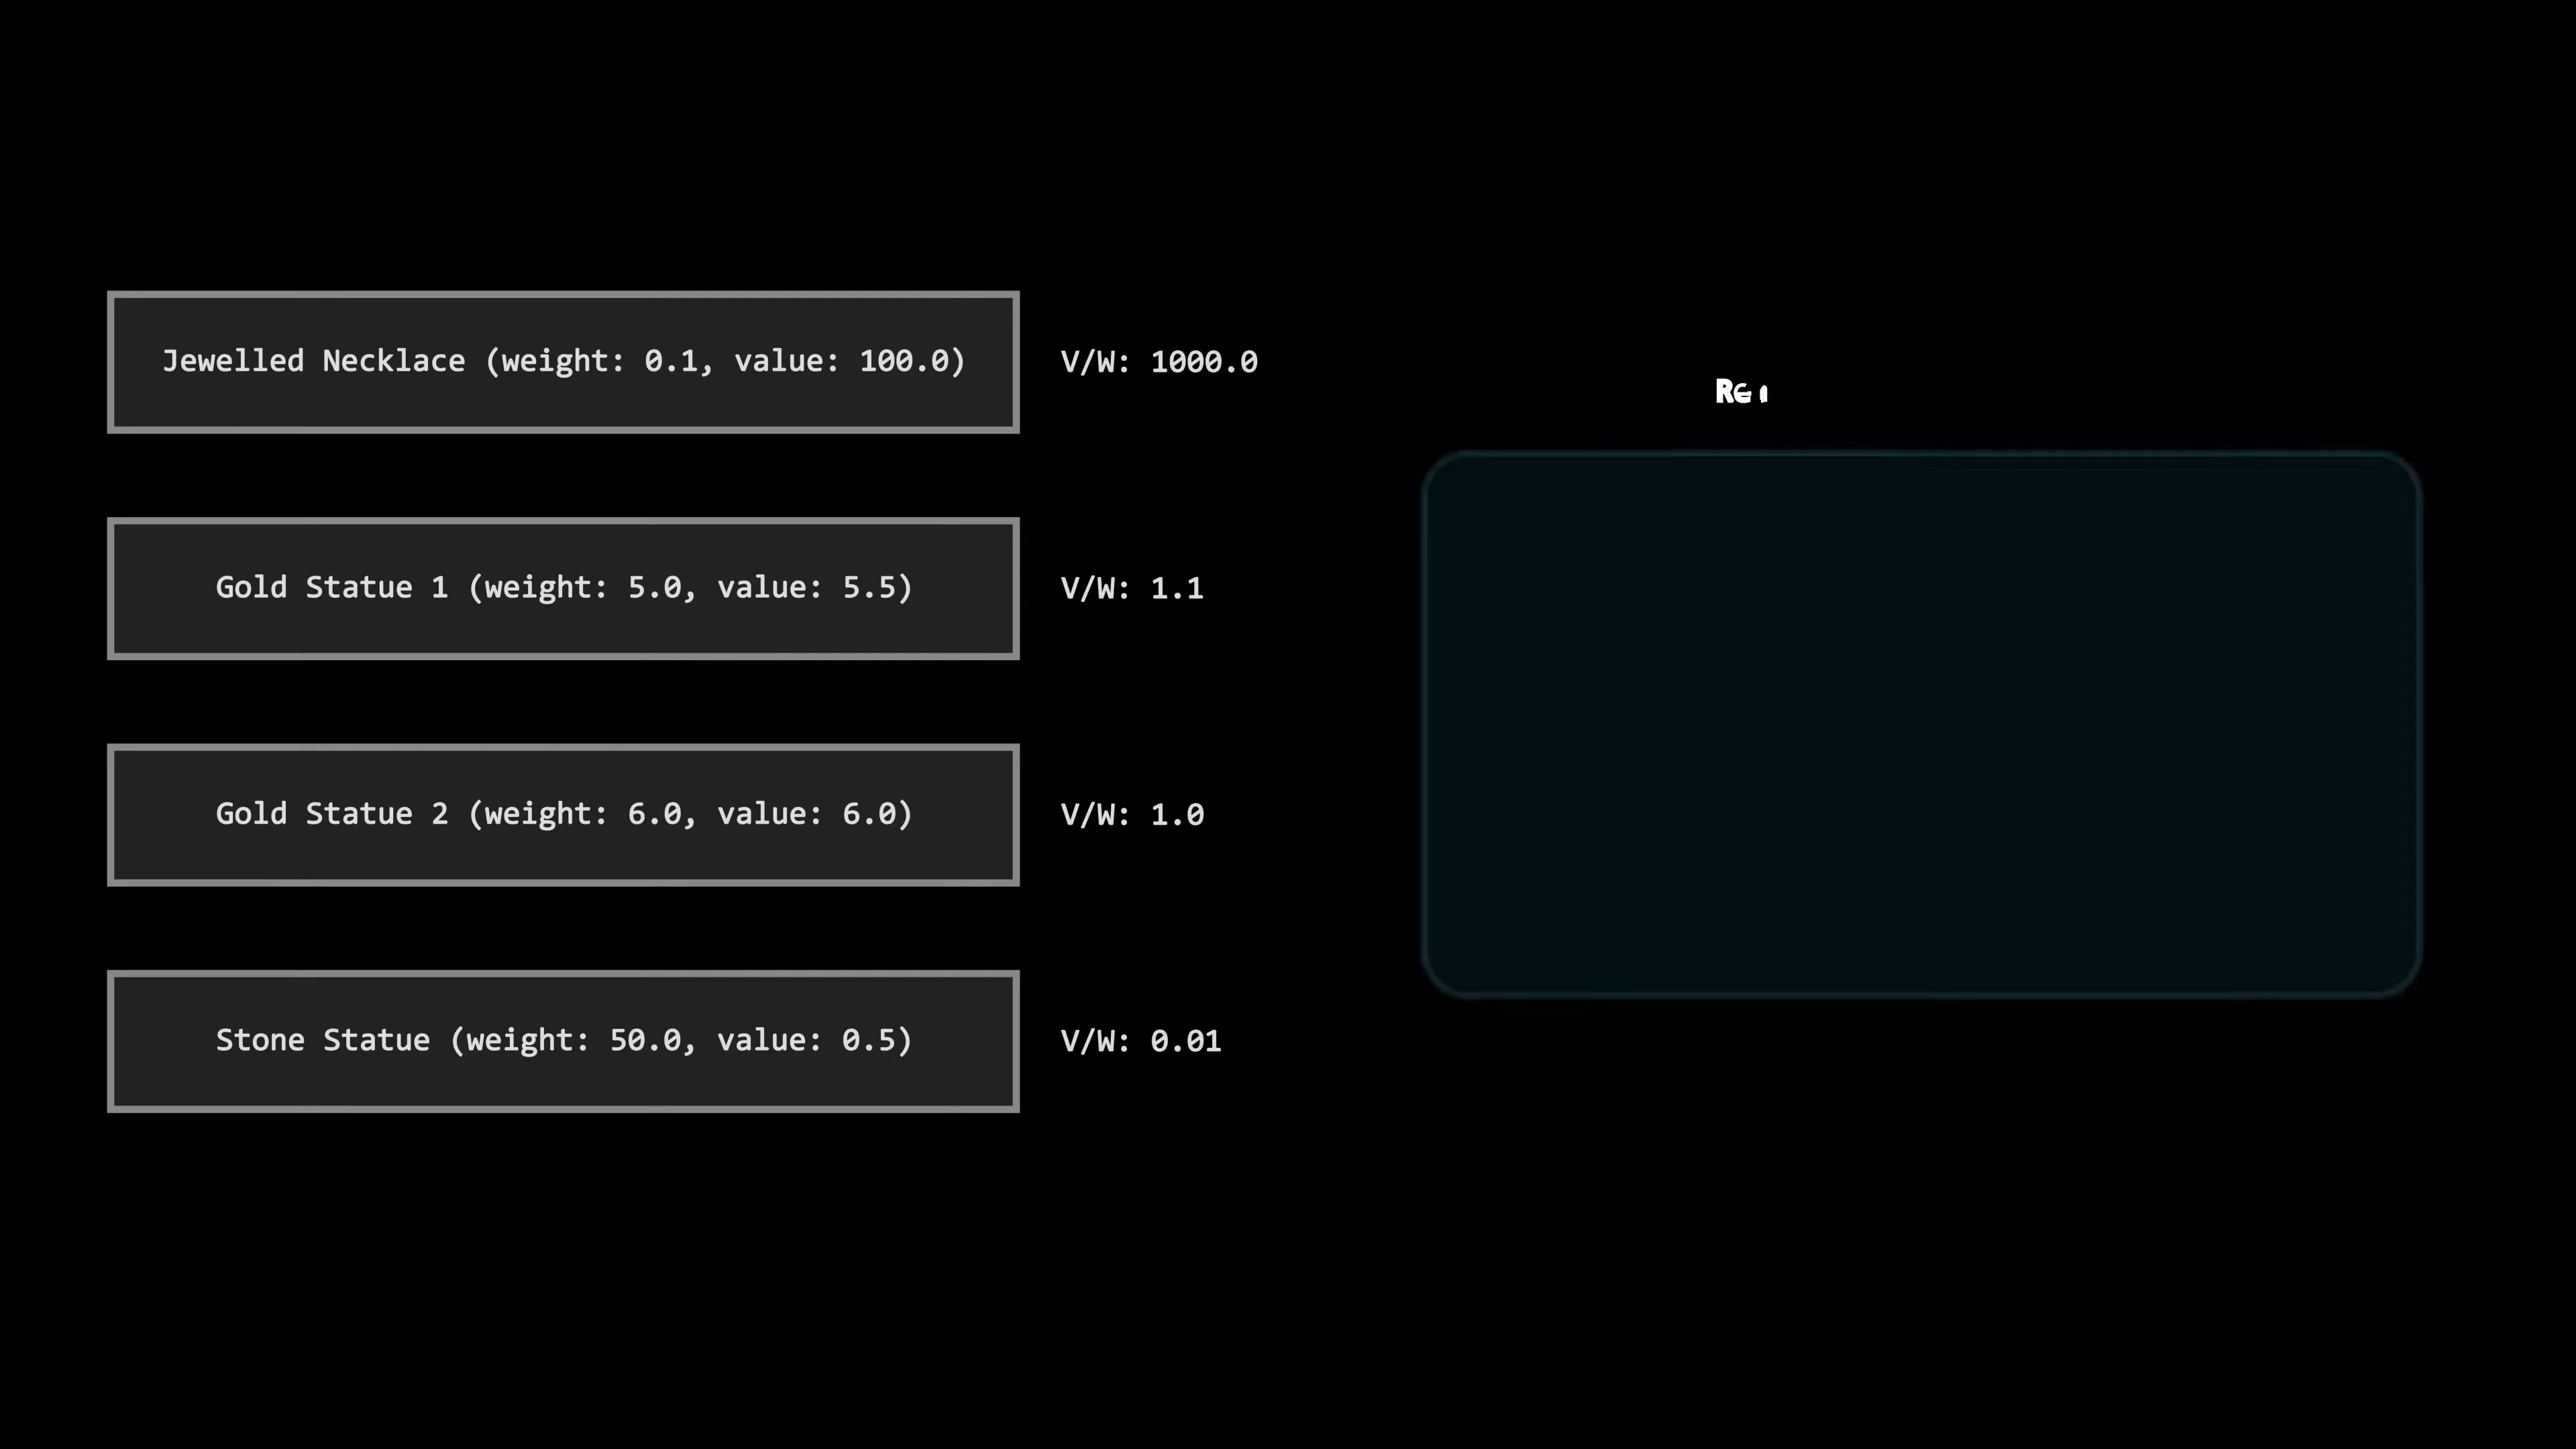 Jewelled Necklace (weight: 0.1, value: 100.0)
V/W: 1000.0
Gold Statue 1 (weight: 5.0, value: 5.5)
V/W: 1.1
Gold Statue 2 (weight: 6.0, value: 6.0)
V/W: 1.0
Stone Statue (weight: 50.0, value: 0.5)
V/W: 0.01